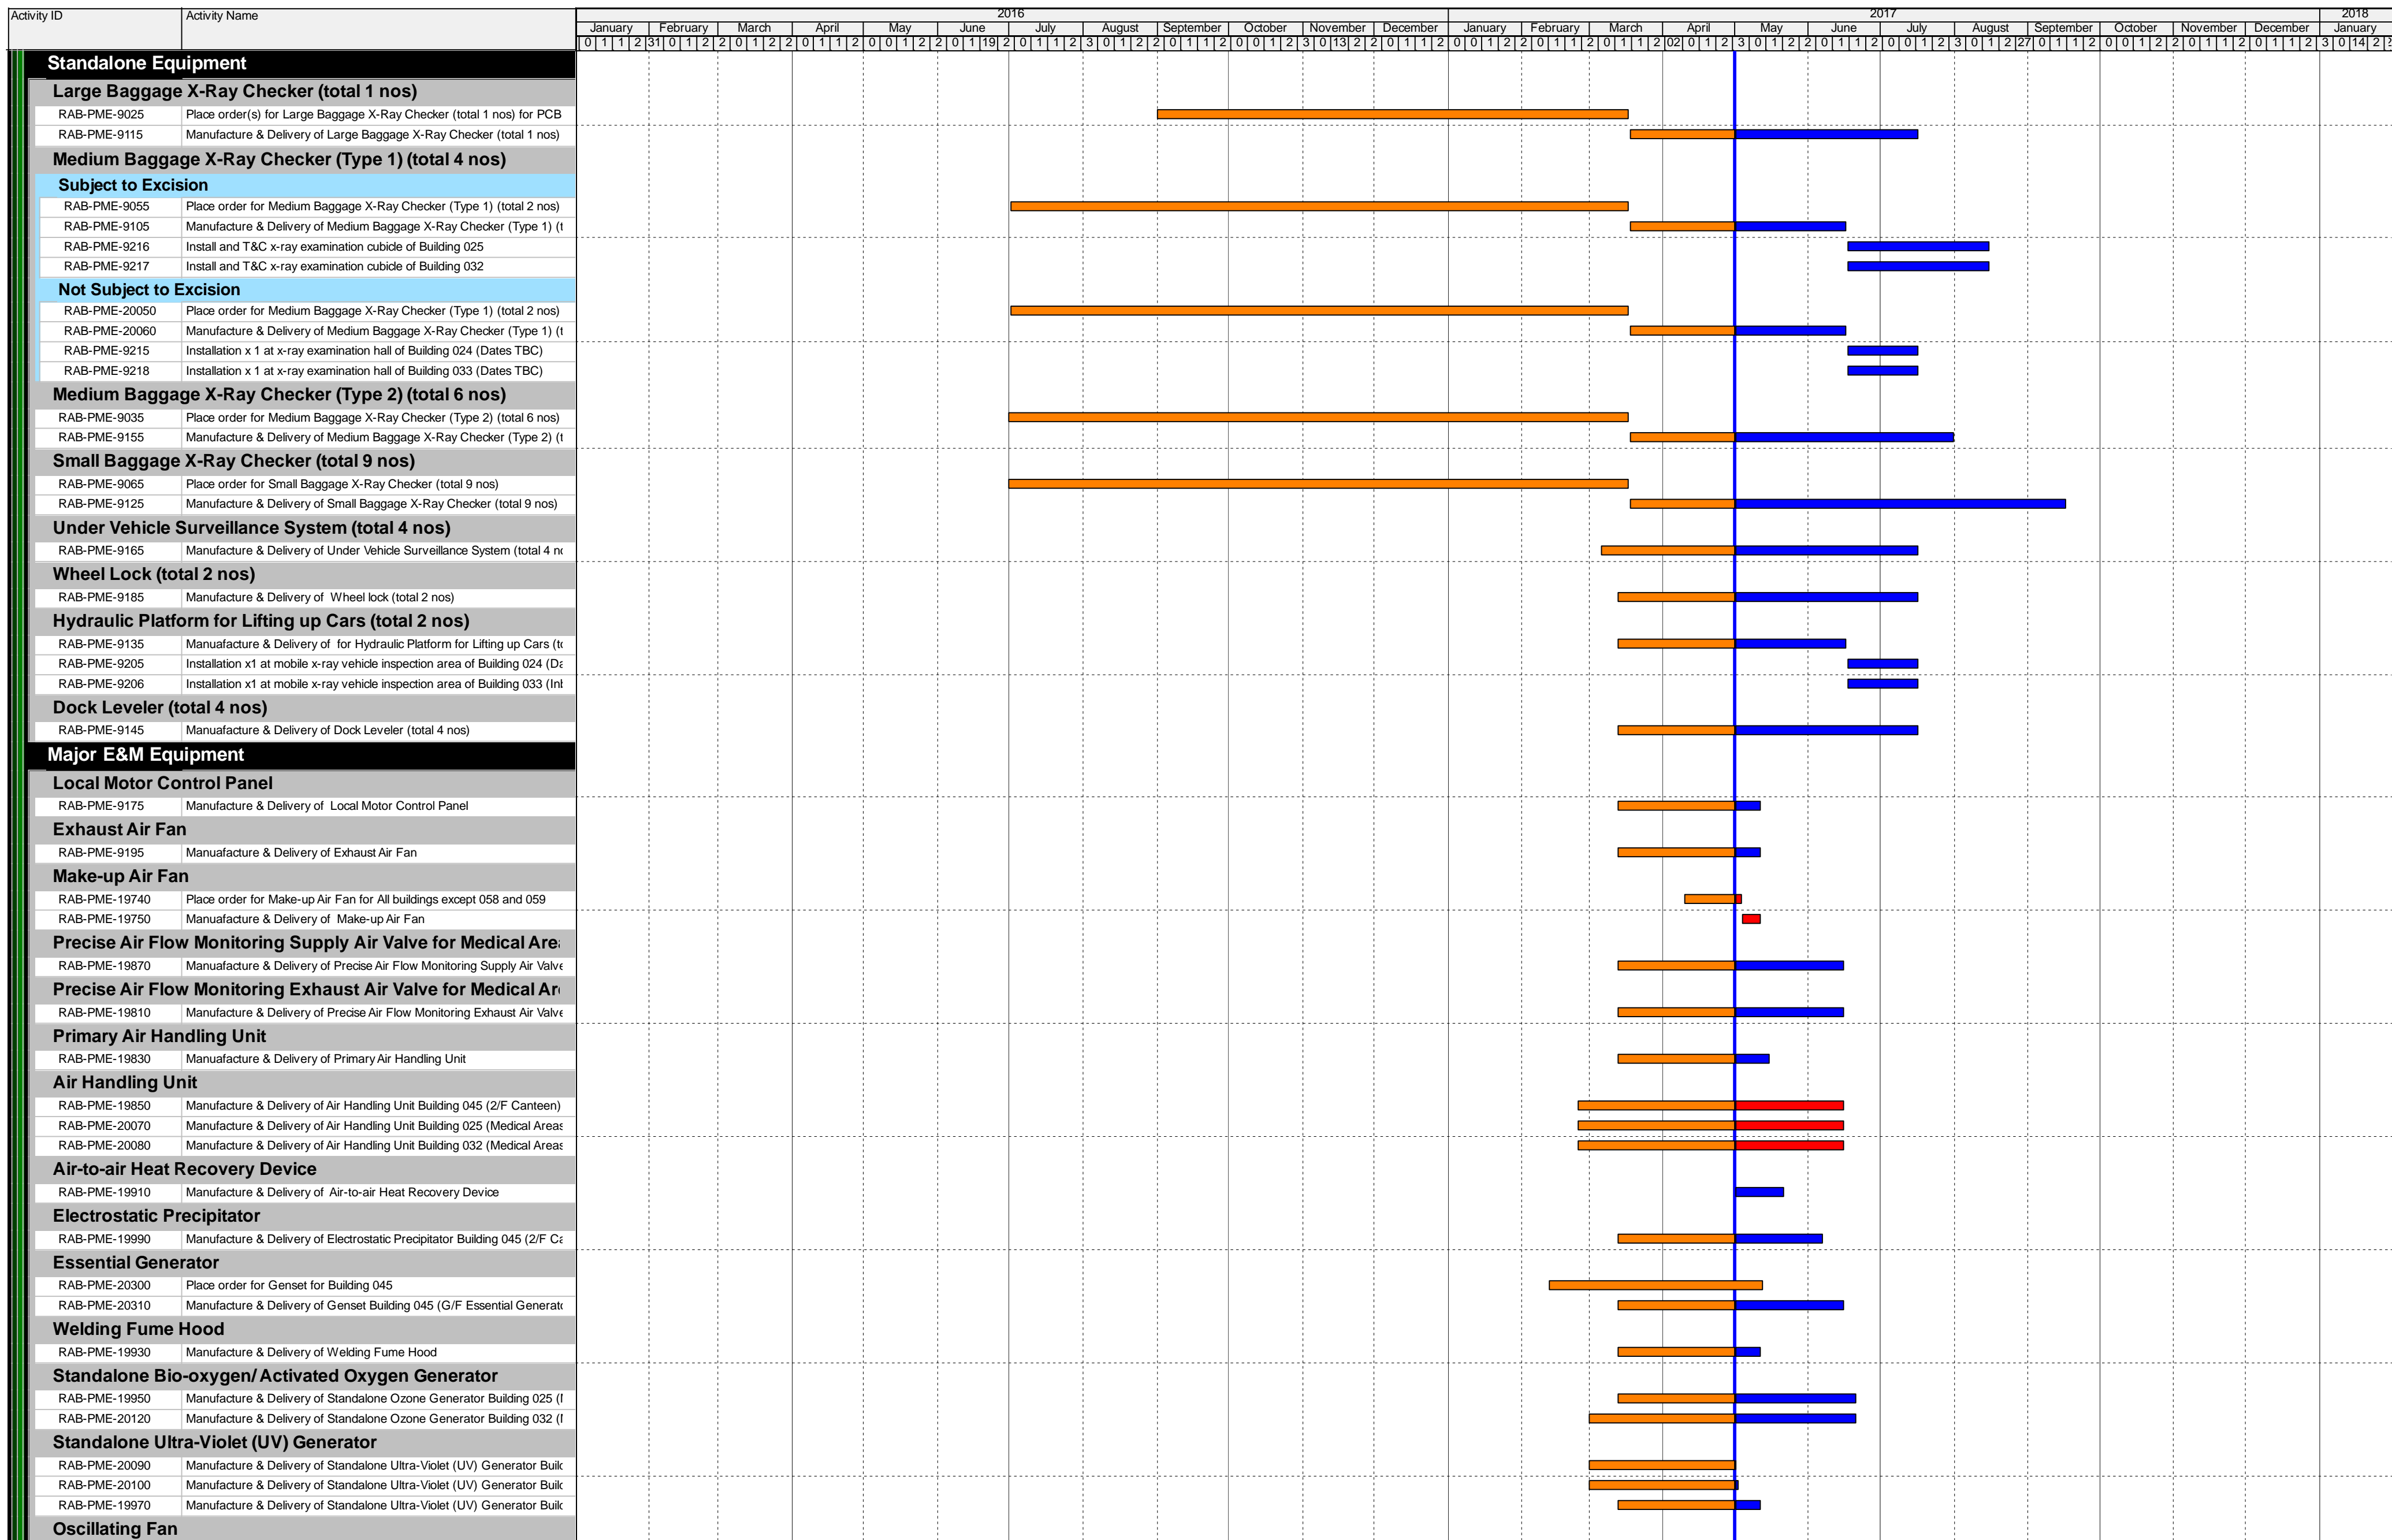 Activity ID Activity Name 2016 2017 2018
January February March April May June July August September October November December January February March April May June July August September October November December January
Standalone Equipment
Large Baggage X-Ray Checker (total 1 nos)
RAB-PME-9025 Place order(s) for Large Baggage X-Ray Checker (total 1 nos) for PCB
RAB-PME-9115 Manufacture & Delivery of Large Baggage X-Ray Checker (total 1 nos)
Medium Baggage X-Ray Checker (Type 1) (total 4 nos)
Subject to Excision
RAB-PME-9055 Place order for Medium Baggage X-Ray Checker (Type 1) (total 2 nos)
RAB-PME-9105 Manufacture & Delivery of Medium Baggage X-Ray Checker (Type 1) (t
RAB-PME-9216 Install and T&C x-ray examination cubicle of Building 025
RAB-PME-9217 Install and T&C x-ray examination cubicle of Building 032
Not Subject to Excision
RAB-PME-20050 Place order for Medium Baggage X-Ray Checker (Type 1) (total 2 nos)
RAB-PME-20060 Manufacture & Delivery of Medium Baggage X-Ray Checker (Type 1) (t
RAB-PME-9215 Installation x 1 at x-ray examination hall of Building 024 (Dates TBC)
RAB-PME-9218 Installation x 1 at x-ray examination hall of Building 033 (Dates TBC)
Medium Baggage X-Ray Checker (Type 2) (total 6 nos)
RAB-PME-9035 Place order for Medium Baggage X-Ray Checker (Type 2) (total 6 nos)
RAB-PME-9155 Manufacture & Delivery of Medium Baggage X-Ray Checker (Type 2) (t
Small Baggage X-Ray Checker (total 9 nos)
RAB-PME-9065 Place order for Small Baggage X-Ray Checker (total 9 nos)
RAB-PME-9125 Manufacture & Delivery of Small Baggage X-Ray Checker (total 9 nos)
Under Vehicle Surveillance System (total 4 nos)
RAB-PME-9165 Manufacture & Delivery of Under Vehicle Surveillance System (total 4 no
Wheel Lock (total 2 nos)
RAB-PME-9185 Manufacture & Delivery of Wheel lock (total 2 nos)
Hydraulic Platform for Lifting up Cars (total 2 nos)
RAB-PME-9135 Manuafacture & Delivery of for Hydraulic Platform for Lifting up Cars (to
RAB-PME-9205 Installation x1 at mobile x-ray vehicle inspection area of Building 024 (Da
RAB-PME-9206 Installation x1 at mobile x-ray vehicle inspection area of Building 033 (Inb
Dock Leveler (total 4 nos)
RAB-PME-9145 Manufacture & Delivery of Dock Leveler (total 4 nos)
Major E&M Equipment
Local Motor Control Panel
RAB-PME-9175 Manufacture & Delivery of Local Motor Control Panel
Exhaust Air Fan
RAB-PME-9195 Manuafacture & Delivery of Exhaust Air Fan
Make-up Air Fan
RAB-PME-19740 Place order for Make-up Air Fan for All buildings except 058 and 059
RAB-PME-19750 Manuafacture & Delivery of Make-up Air Fan
Precise Air Flow Monitoring Supply Air Valve for Medical Area
RAB-PME-19870 Manuafacture & Delivery of Precise Air Flow Monitoring Supply Air Valve
Precise Air Flow Monitoring Exhaust Air Valve for Medical Ar
RAB-PME-19810 Manufacture & Delivery of Precise Air Flow Monitoring Exhaust Air Valve
Primary Air Handling Unit
RAB-PME-19830 Manuafacture & Delivery of Primary Air Handling Unit
Air Handling Unit
RAB-PME-19850 Manufacture & Delivery of Air Handling Unit Building 045 (2/F Canteen)
RAB-PME-20070 Manufacture & Delivery of Air Handling Unit Building 025 (Medical Areas
RAB-PME-20080 Manufacture & Delivery of Air Handling Unit Building 032 (Medical Areas
Air-to-air Heat Recovery Device
RAB-PME-19910 Manufacture & Delivery of Air-to-air Heat Recovery Device
Electrostatic Precipitator
RAB-PME-19990 Manufacture & Delivery of Electrostatic Precipitator Building 045 (2/F Ca
Essential Generator
RAB-PME-20300 Place order for Genset for Building 045
RAB-PME-20310 Manufacture & Delivery of Genset Building 045 (G/F Essential Generato
Welding Fume Hood
RAB-PME-19930 Manufacture & Delivery of Welding Fume Hood
Standalone Bio-oxygen/ Activated Oxygen Generator
RAB-PME-19950 Manufacture & Delivery of Standalone Ozone Generator Building 025 (M
RAB-PME-20120 Manufacture & Delivery of Standalone Ozone Generator Building 032 (M
Standalone Ultra-Violet (UV) Generator
RAB-PME-20090 Manufacture & Delivery of Standalone Ultra-Violet (UV) Generator Build
RAB-PME-20100 Manufacture & Delivery of Standalone Ultra-Violet (UV) Generator Build
RAB-PME-19970 Manufacture & Delivery of Standalone Ultra-Violet (UV) Generator Build
Oscillating Fan